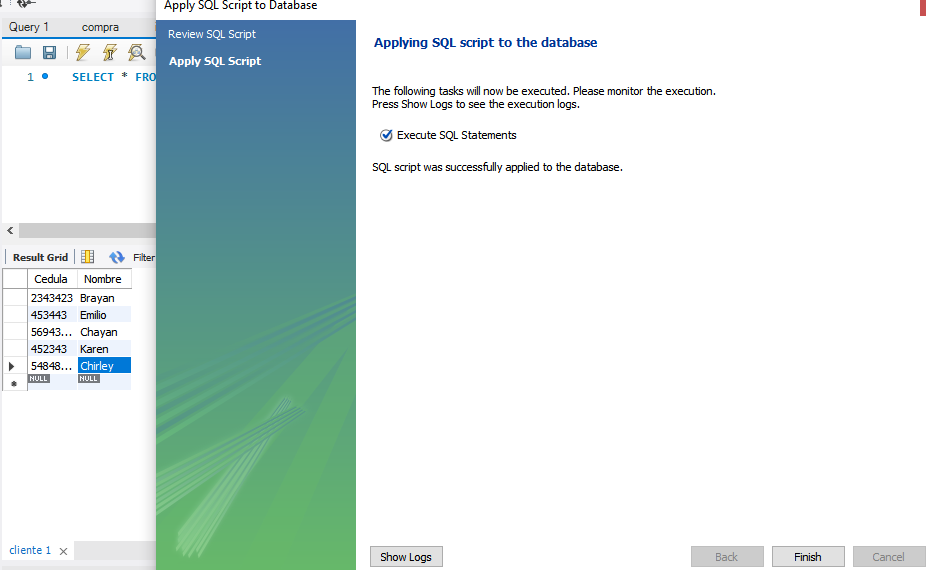 Apply SQL Script to Database
Query 1 compra
1 SELECT * FRO
Result Grid Filter
Cedula Nombre
2343423 Brayan
453443 Emilio
56943... Chayan
452343 Karen
54848... Chirley
NULL NULL
cliente 1
Review SQL Script
Apply SQL Script
Applying SQL script to the database
The following tasks will now be executed. Please monitor the execution.
Press Show Logs to see the execution logs.
Execute SQL Statements
SQL script was successfully applied to the database.
Show Logs Back Finish Cancel